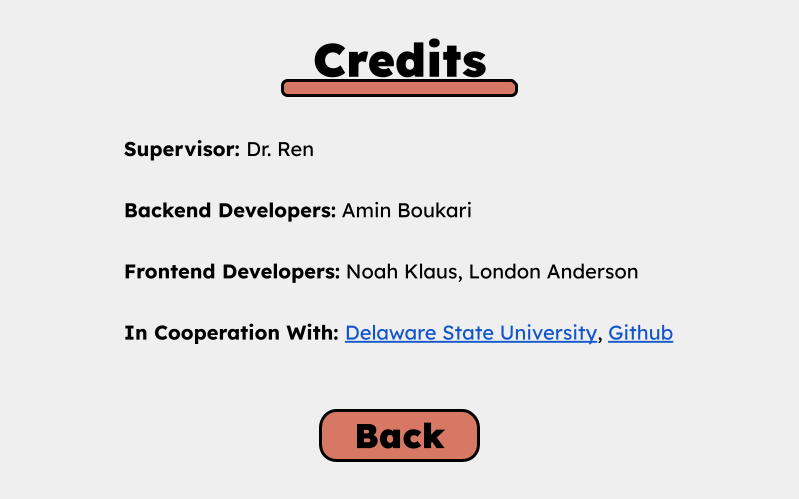 Credits
Supervisor: Dr. Ren
Backend Developers: Amin Boukari
Frontend Developers: Noah Klaus, London Anderson
In Cooperation With: Delaware State University, Github
Back